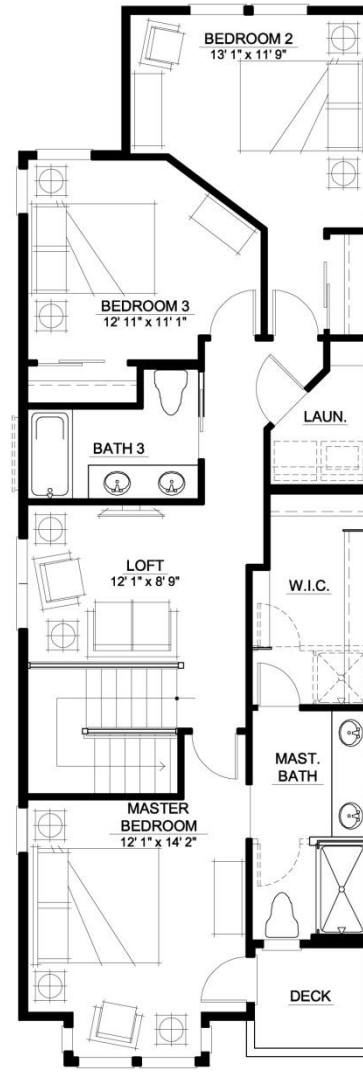 BEDROOM 2
13' 1" x 11' 9"
BEDROOM 3
12' 11" x 11' 1"
LAUN.
BATH 3
LOFT
12' 1" x 8' 9"
W.I.C.
MAST.
BATH
MASTER
BEDROOM
12' 1" x 14' 2"
DECK